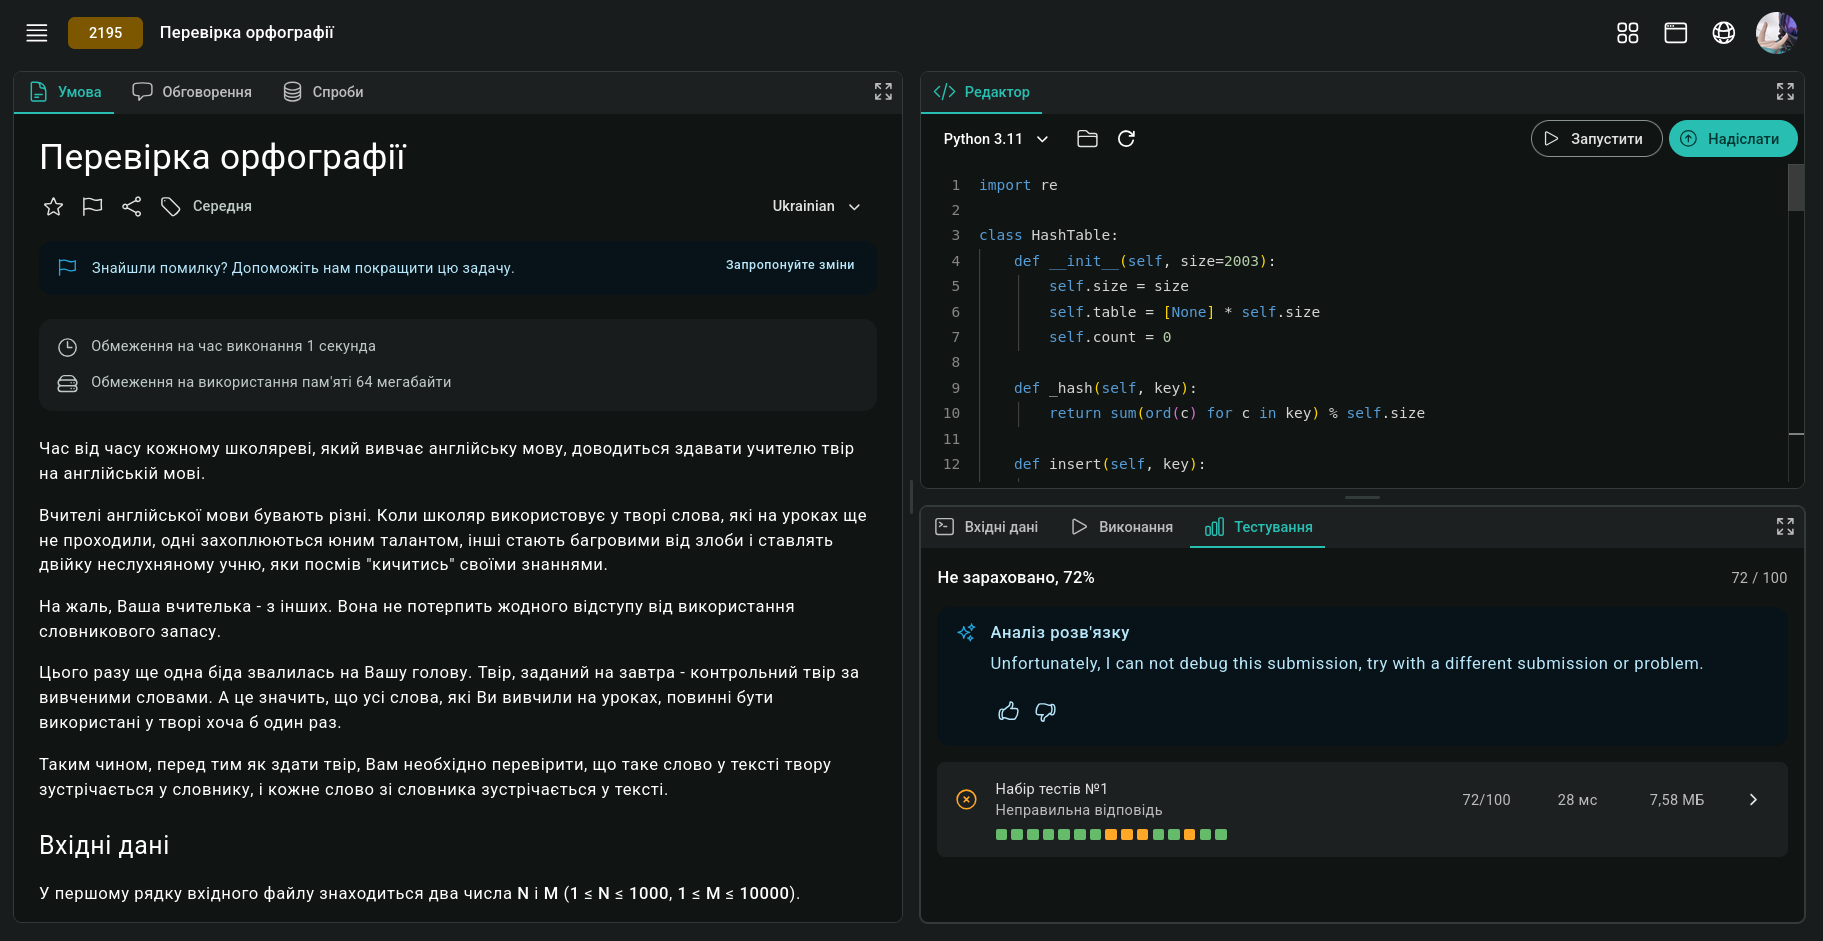 2195 Перевірка орфографії
Умова Обговорення Спроби
Перевірка орфографії
Середня Ukrainian
Знайшли помилку? Допоможіть нам покращити цю задачу. Запропонуйте зміни
Обмеження на час виконання 1 секунда
Обмеження на використання пам'яті 64 мегабайти
Час від часу кожному школяреві, який вивчає англійську мову, доводиться здавати учителю твір
на англійській мові.
Вчителі англійської мови бувають різні. Коли школяр використовує у творі слова, які на уроках ще
не проходили, одні захоплюються юним талантом, інші стають багровими від злоби і ставлять
двійку неслухняному учню, яки посмів "кичитись" своїми знаннями.
На жаль, Ваша вчителька - з інших. Вона не потерпить жодного відступу від використання
словникового запасу.
Цього разу ще одна біда звалилась на Вашу голову. Твір, заданий на завтра - контрольний твір за
вивченими словами. А це значить, що усі слова, які Ви вивчили на уроках, повинні бути
використані у творі хоча б один раз.
Таким чином, перед тим як здати твір, Вам необхідно перевірити, що таке слово у тексті твору
зустрічається у словнику, і кожне слово зі словника зустрічається у тексті.
Вхідні дані
У першому рядку вхідного файлу знаходиться два числа N і M (1 ≤ N ≤ 1000, 1 ≤ M ≤ 10000).
Редактор
Python 3.11 Запустити Надіслати
1 import re
2
3 class HashTable:
4 def __init__(self, size=2003):
5 self.size = size
6 self.table = [None] * self.size
7 self.count = 0
8
9 def _hash(self, key):
10 return sum(ord(c) for c in key) % self.size
11
12 def insert(self, key):
Вхідні дані Виконання Тестування
Не зараховано, 72% 72 / 100
Аналіз розв'язку
Unfortunately, I can not debug this submission, try with a different submission or problem.
Набір тестів №1
Неправильна відповідь
72/100 28 мс 7,58 МБ